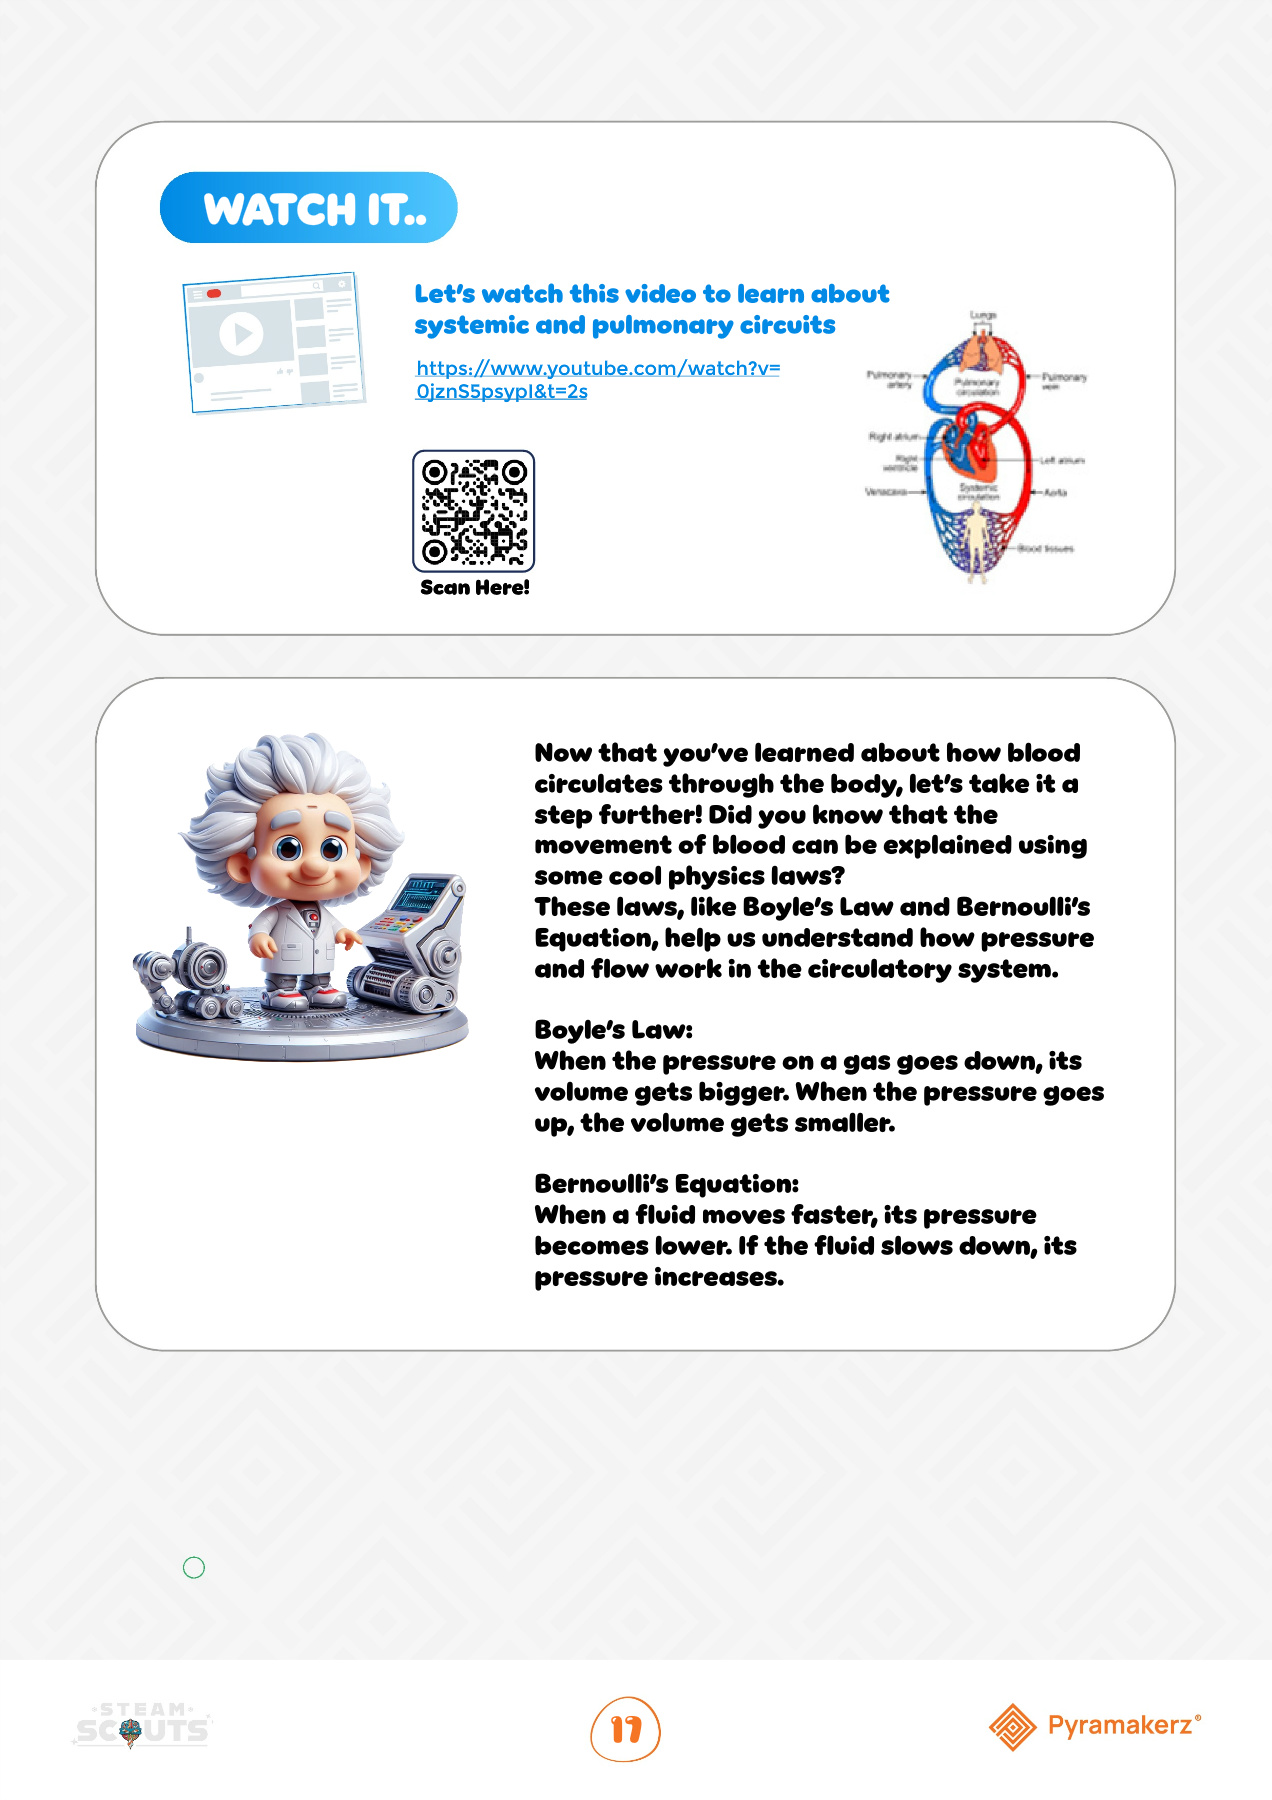 WATCH IT..
Let's watch this video to learn about
systemic and pulmonary circuits
https://www.youtube.com/watch?v=
0jznS5psypI&t=2s
Scan Here!
Lungs
Pulmonary
artery
Pulmonary
circulation
Pulmonary
vein
Right atrium
Right
ventricle
Left atrium
Systemic
circulation
Venacava
Aorta
Blood tissues
Now that you've learned about how blood
circulates through the body, let's take it a
step further! Did you know that the
movement of blood can be explained using
some cool physics laws?
These laws, like Boyle's Law and Bernoulli's
Equation, help us understand how pressure
and flow work in the circulatory system.
Boyle's Law:
When the pressure on a gas goes down, its
volume gets bigger. When the pressure goes
up, the volume gets smaller.
Bernoulli's Equation:
When a fluid moves faster, its pressure
becomes lower. If the fluid slows down, its
pressure increases.
STEAM
SCOUTS
17
Pyramakerz®